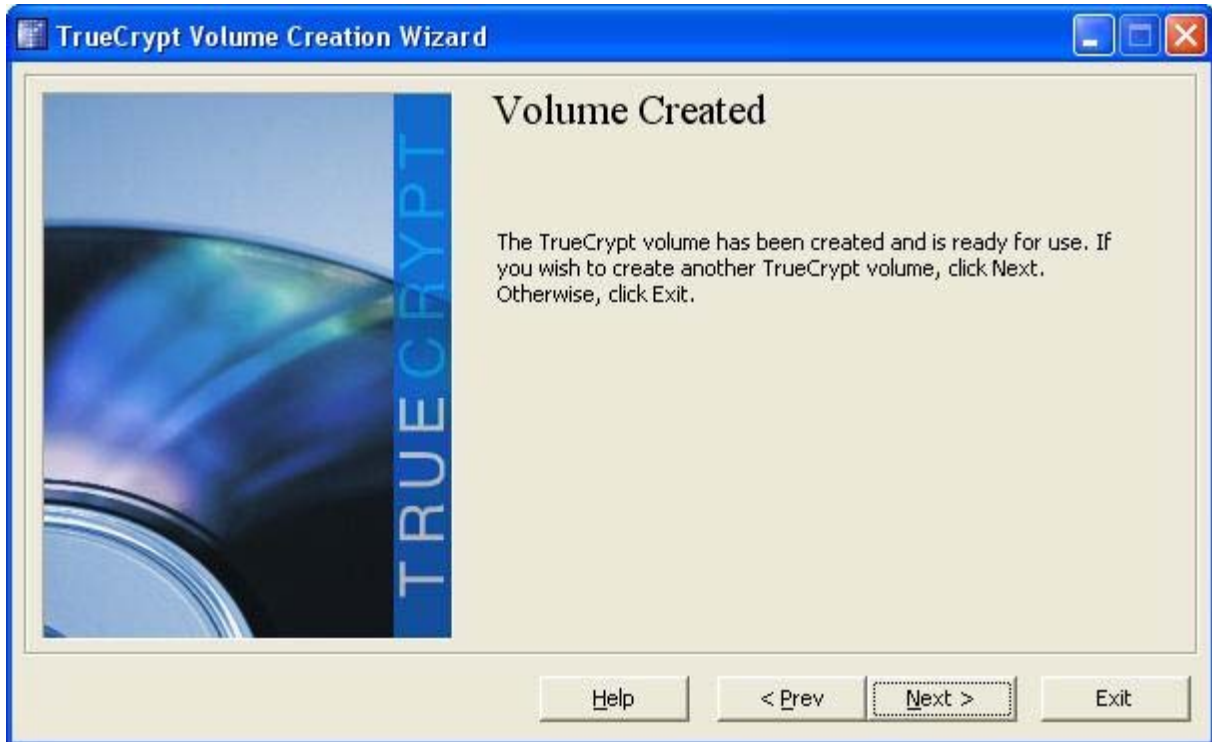 TrueCrypt Volume Creation Wizard
TRUECRYPT
Volume Created
The TrueCrypt volume has been created and is ready for use. If
you wish to create another TrueCrypt volume, click Next.
Otherwise, click Exit.
Help
< Prev
Next >
Exit